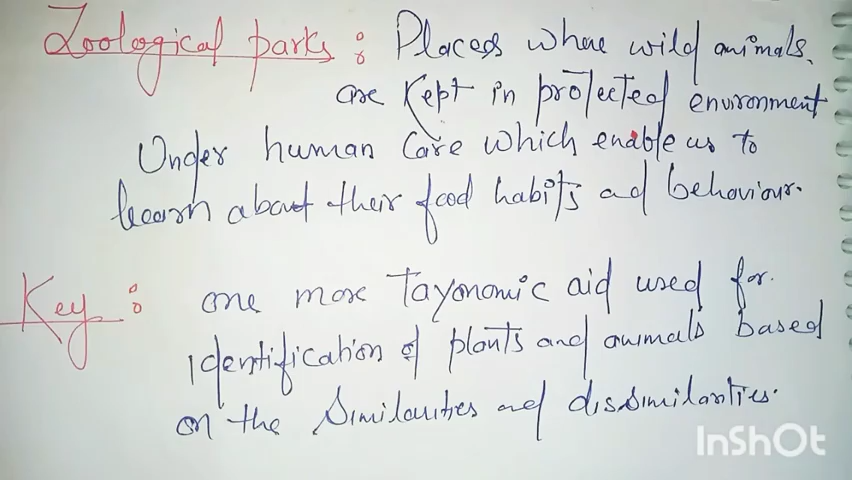 Zoological parks : Places where wild animals
are kept in protected environment
Under human care which enable us to
learn about their food habits and behaviour.
Key : one more Taxonomic aid used for
identification of plants and animals based
on the similarities and dissimilarities.
InShOt